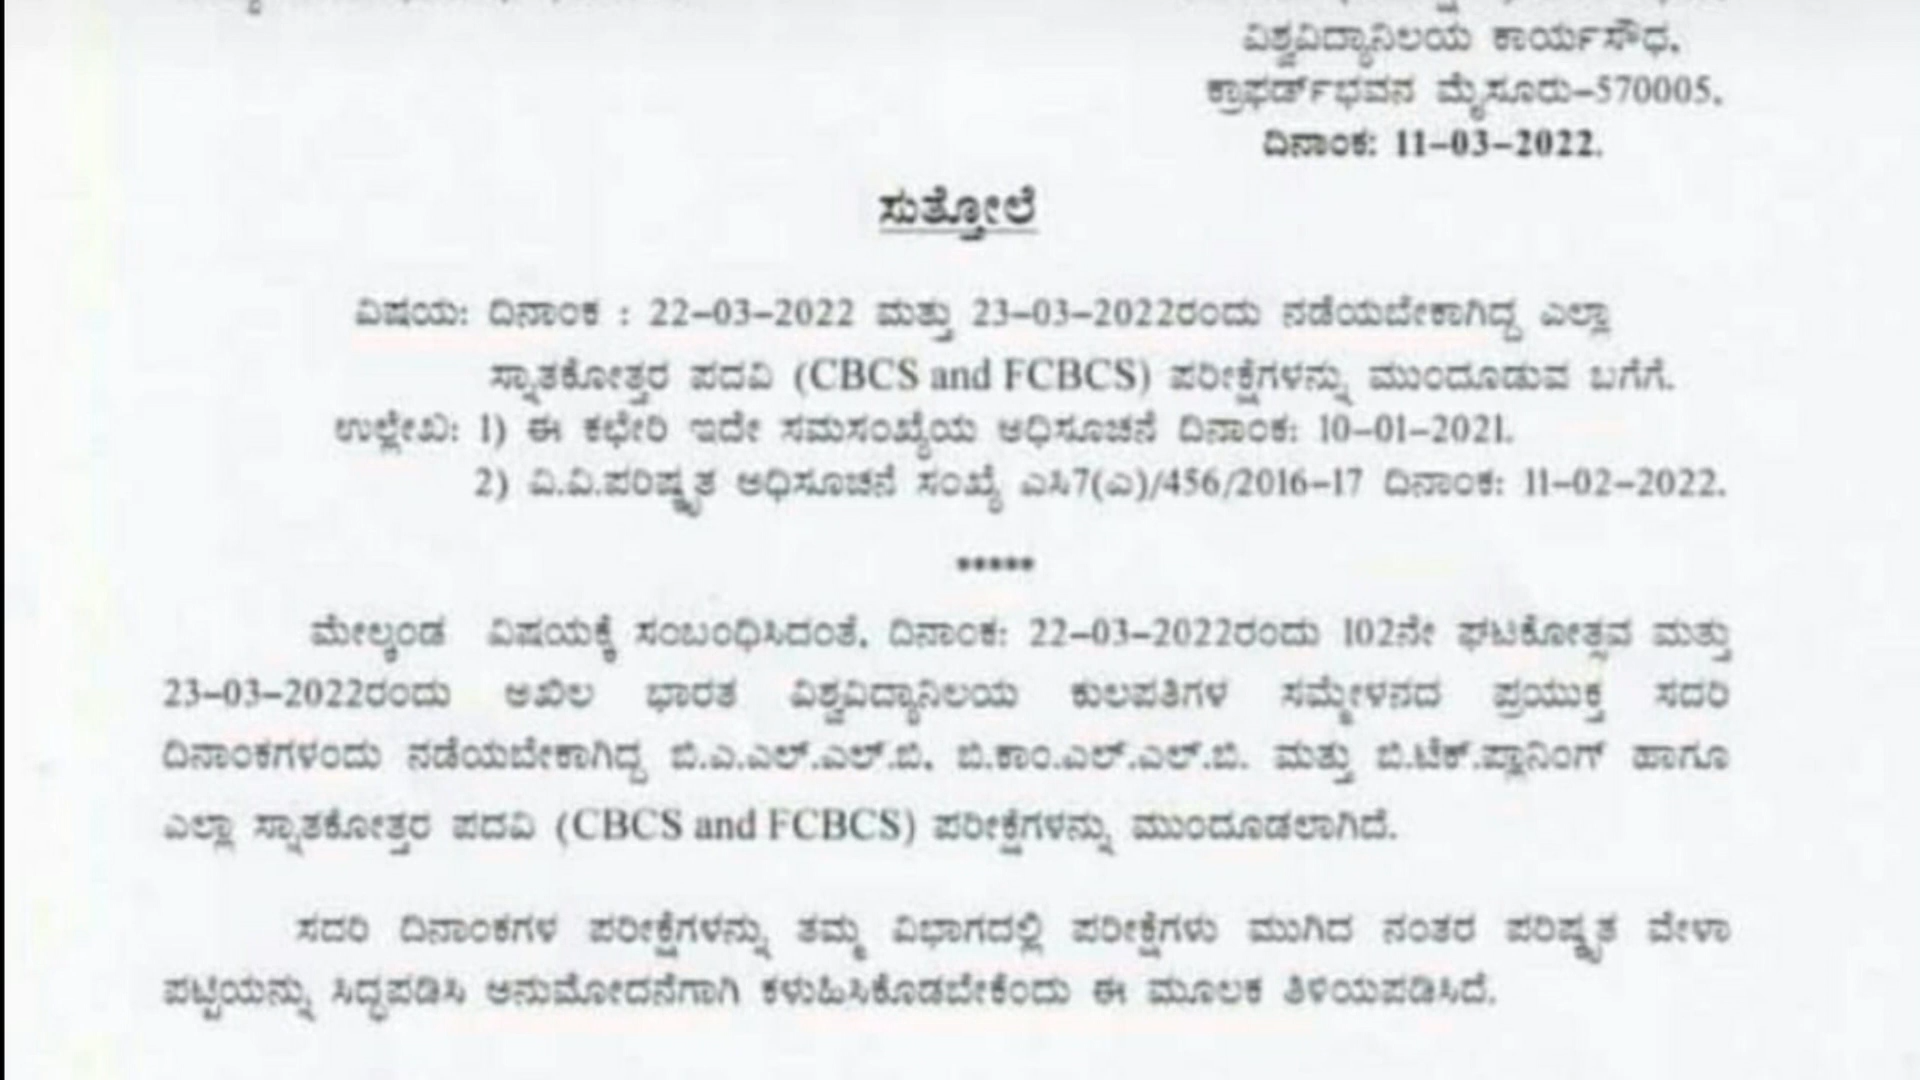 ವಿಶ್ವವಿದ್ಯಾನಿಲಯ ಕಾರ್ಯಸೌಧ,
ಕ್ರಾಫರ್ಡ್‌ಭವನ ಮೈಸೂರು-570005.
ದಿನಾಂಕ: 11-03-2022.
ಸುತ್ತೋಲೆ
ವಿಷಯ: ದಿನಾಂಕ : 22-03-2022 ಮತ್ತು 23-03-2022ರಂದು ನಡೆಯಬೇಕಾಗಿದ್ದ ಎಲ್ಲಾ
ಸ್ನಾತಕೋತ್ತರ ಪದವಿ (CBCS and FCBCS) ಪರೀಕ್ಷೆಗಳನ್ನು ಮುಂದೂಡುವ ಬಗೆಗೆ.
ಉಲ್ಲೇಖ: 1) ಈ ಕಛೇರಿ ಇದೇ ಸಮಸಂಖ್ಯೆಯ ಅಧಿಸೂಚನೆ ದಿನಾಂಕ: 10-01-2021.
2) ವಿ.ವಿ.ಪರಿಷ್ಕೃತ ಅಧಿಸೂಚನೆ ಸಂಖ್ಯೆ ಎಸಿ7(ಎ)/456/2016-17 ದಿನಾಂಕ: 11-02-2022.
*****
ಮೇಲ್ಕಂಡ ವಿಷಯಕ್ಕೆ ಸಂಬಂಧಿಸಿದಂತೆ, ದಿನಾಂಕ: 22-03-2022ರಂದು 102ನೇ ಘಟಿಕೋತ್ಸವ ಮತ್ತು
23-03-2022ರಂದು ಅಖಿಲ ಭಾರತ ವಿಶ್ವವಿದ್ಯಾನಿಲಯ ಕುಲಪತಿಗಳ ಸಮ್ಮೇಳನದ ಪ್ರಯುಕ್ತ ಸದರಿ
ದಿನಾಂಕಗಳಂದು ನಡೆಯಬೇಕಾಗಿದ್ದ ಬಿ.ಎ.ಎಲ್.ಎಲ್.ಬಿ. ಬಿ.ಕಾಂ.ಎಲ್.ಎಲ್.ಬಿ. ಮತ್ತು ಬಿ.ಟೆಕ್.ಪ್ಲಾನಿಂಗ್ ಹಾಗೂ
ಎಲ್ಲಾ ಸ್ನಾತಕೋತ್ತರ ಪದವಿ (CBCS and FCBCS) ಪರೀಕ್ಷೆಗಳನ್ನು ಮುಂದೂಡಲಾಗಿದೆ.
ಸದರಿ ದಿನಾಂಕಗಳ ಪರೀಕ್ಷೆಗಳನ್ನು ತಮ್ಮ ವಿಭಾಗದಲ್ಲಿ ಪರೀಕ್ಷೆಗಳು ಮುಗಿದ ನಂತರ ಪರಿಷ್ಕೃತ ವೇಳಾ
ಪಟ್ಟಿಯನ್ನು ಸಿದ್ಧಪಡಿಸಿ ಅನುಮೋದನೆಗಾಗಿ ಕಳುಹಿಸಿಕೊಡಬೇಕೆಂದು ಈ ಮೂಲಕ ತಿಳಿಯಪಡಿಸಿದೆ.